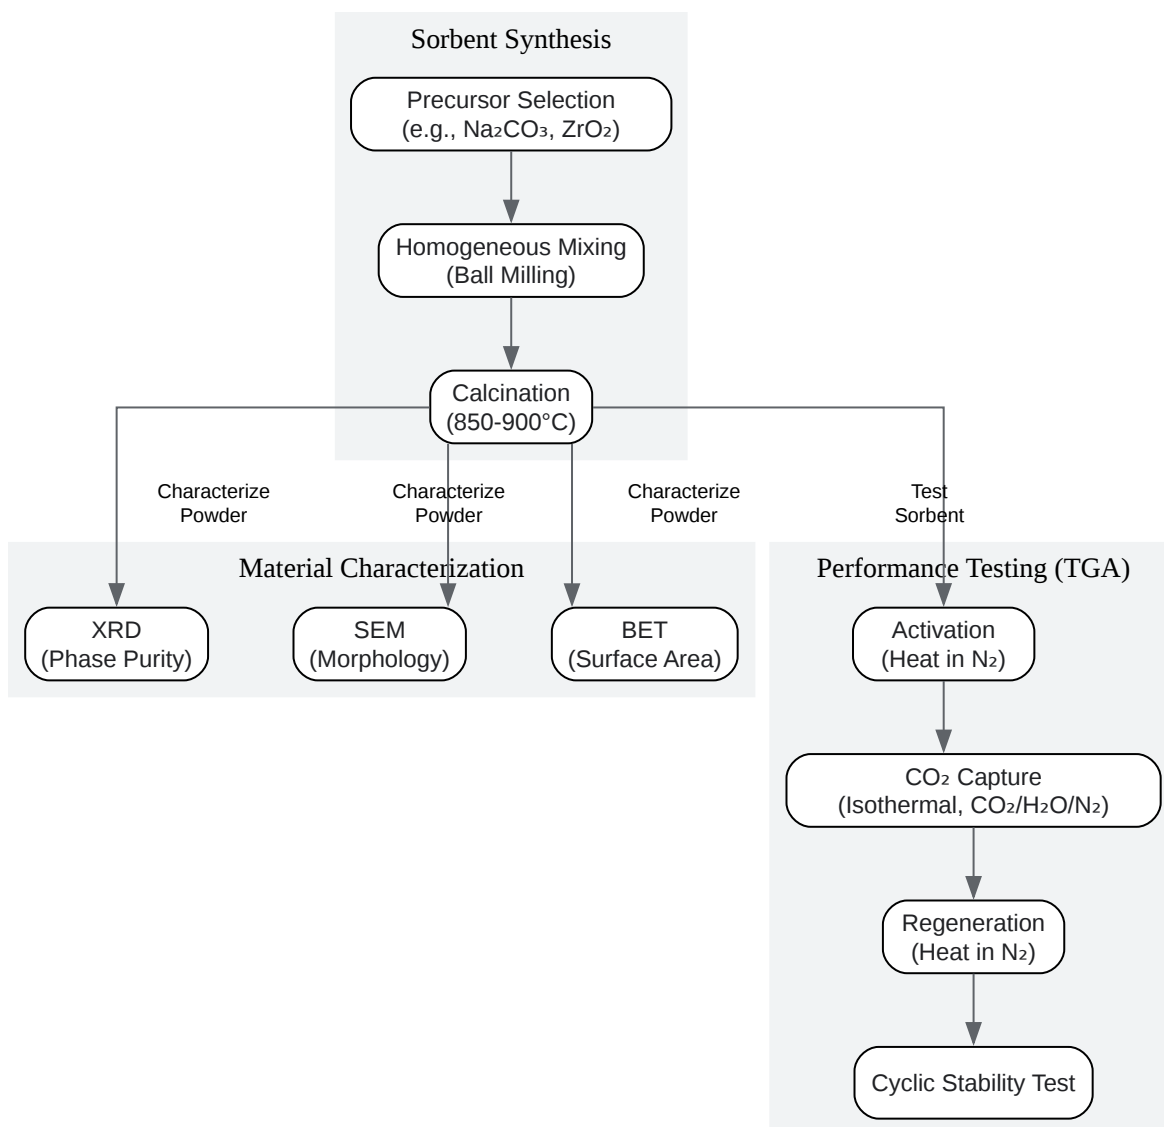 Sorbent Synthesis
Precursor Selection
(e.g., Na₂CO₃, ZrO₂)
Homogeneous Mixing
(Ball Milling)
Calcination
(850-900°C)
Characterize
Powder
Characterize
Powder
Characterize
Powder
Test
Sorbent
Material Characterization
XRD
(Phase Purity)
SEM
(Morphology)
BET
(Surface Area)
Performance Testing (TGA)
Activation
(Heat in N₂)
CO₂ Capture
(Isothermal, CO₂/H₂O/N₂)
Regeneration
(Heat in N₂)
Cyclic Stability Test